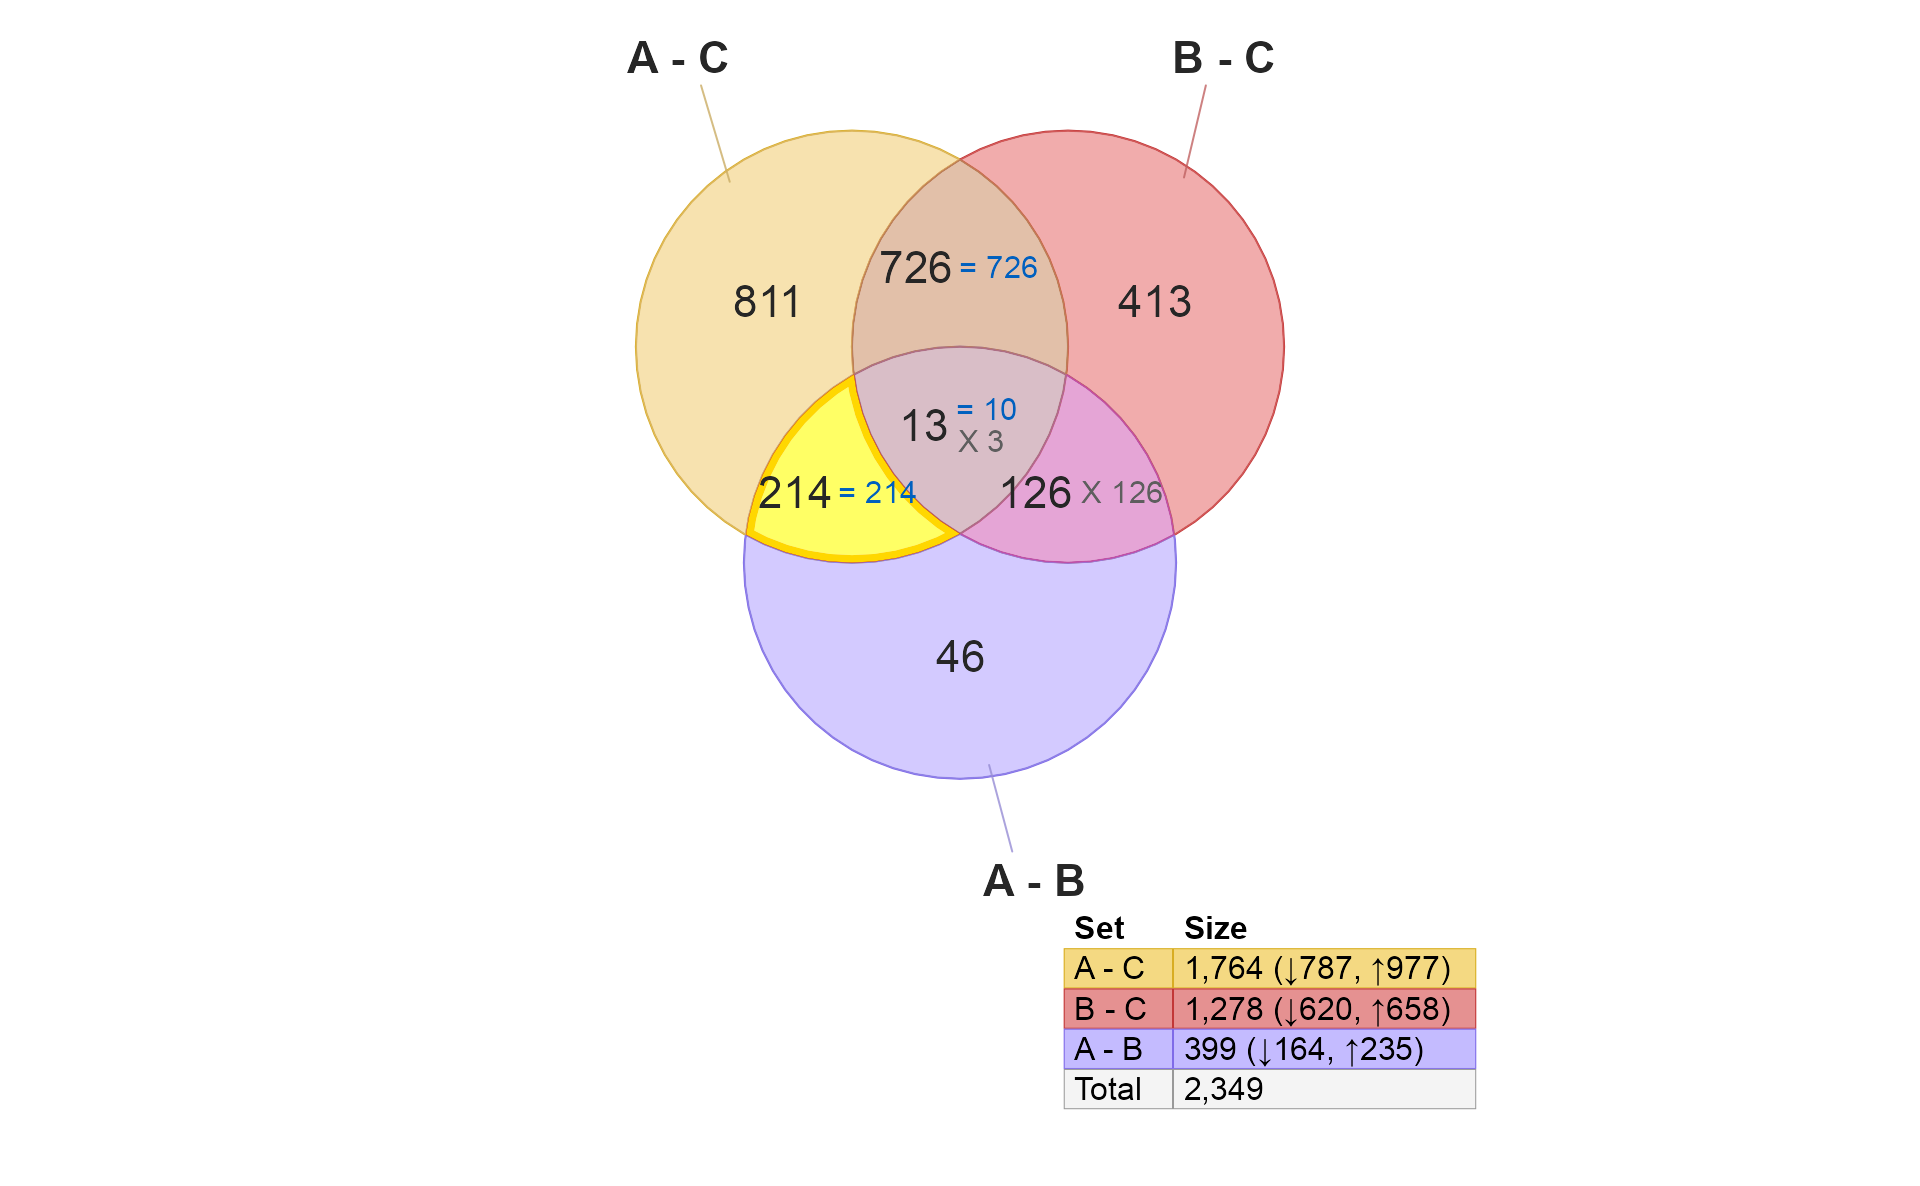 A - C
B - C
726 = 726
811
413
13 = 10
X 3
214 = 214
126 X 126
46
A - B
Set Size
A - C 1,764 (↓787, ↑977)
B - C 1,278 (↓620, ↑658)
A - B 399 (↓164, ↑235)
Total 2,349